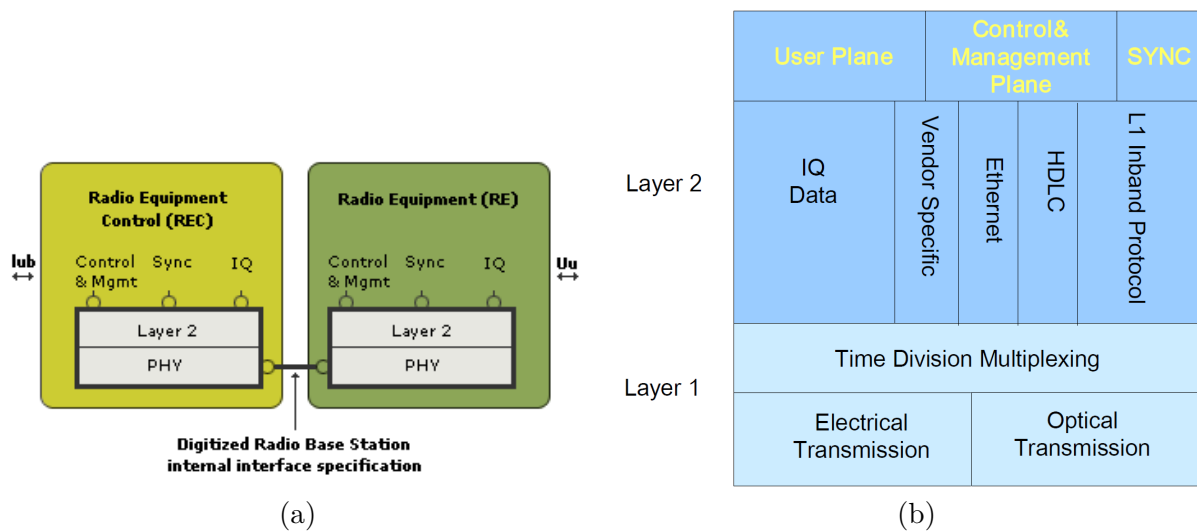 Radio Equipment
Control (REC)
Radio Equipment (RE)
Iub
Control
& Mgmt
Sync
IQ
Control
& Mgmt
Sync
IQ
Uu
Layer 2
PHY
Layer 2
PHY
Digitized Radio Base Station
internal interface specification
(a)
User Plane
Control&
Management
Plane
SYNC
Layer 2
IQ
Data
Vendor Specific
Ethernet
HDLC
L1 Inband Protocol
Layer 1
Time Division Multiplexing
Electrical
Transmission
Optical
Transmission
(b)